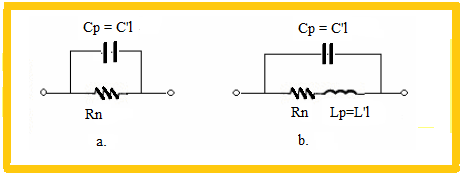 Cp = C'l
Cp = C'l
Rn
Rn Lp=L'l
a.
b.